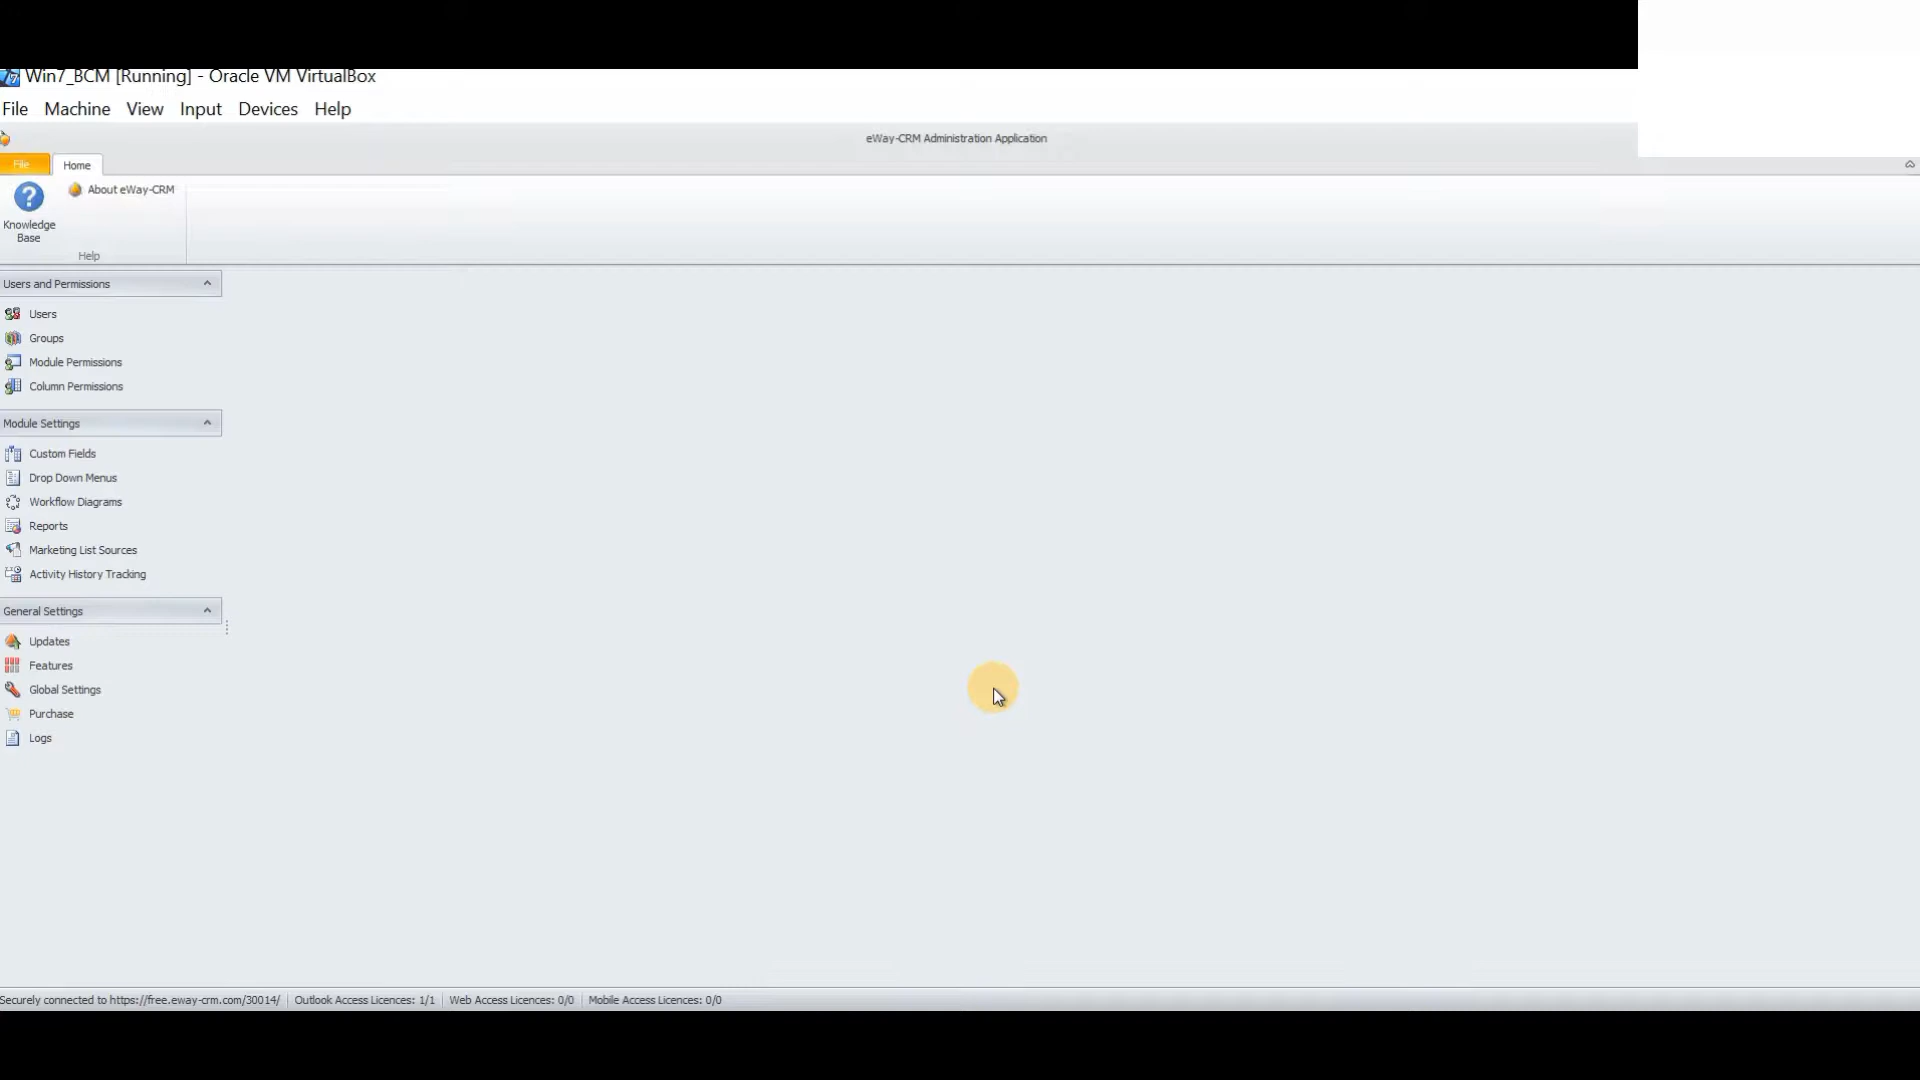 Win7_BCM [Running] - Oracle VM VirtualBox
File Machine View Input Devices Help
eWay-CRM Administration Application
File Home
About eWay-CRM
Knowledge
Base
Help
Users and Permissions
Users
Groups
Module Permissions
Column Permissions
Module Settings
Custom Fields
Drop Down Menus
Workflow Diagrams
Reports
Marketing List Sources
Activity History Tracking
General Settings
Updates
Features
Global Settings
Purchase
Logs
Securely connected to https://free.eway-crm.com/30014/ Outlook Access Licences: 1/1 Web Access Licences: 0/0 Mobile Access Licences: 0/0